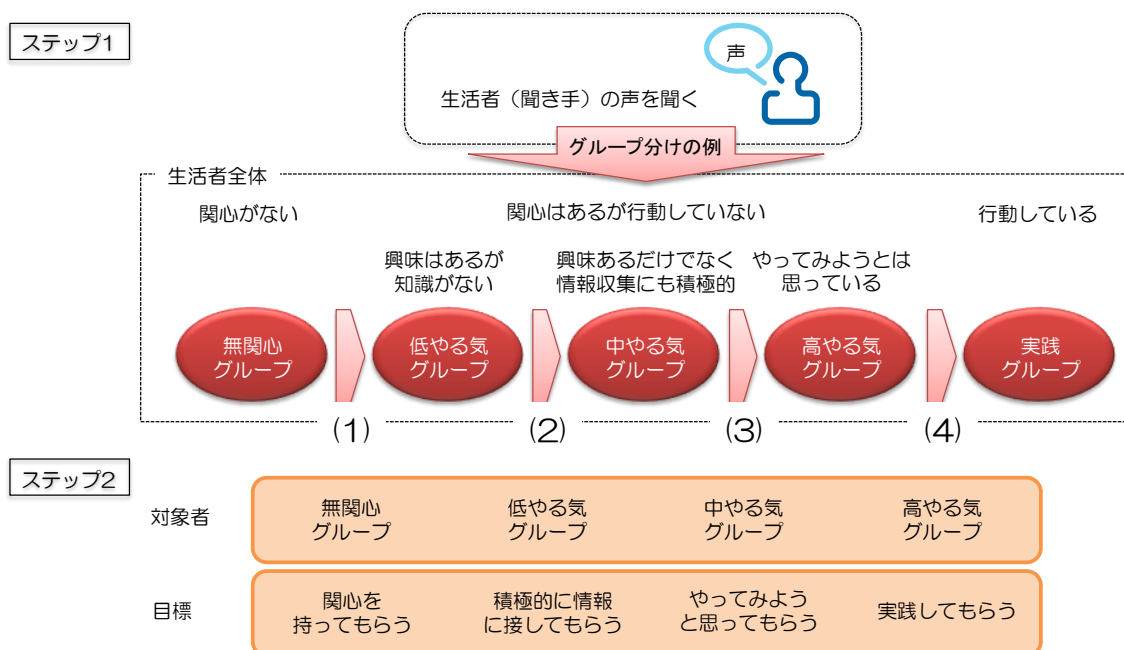 ステップ1
声
生活者（聞き手）の声を聞く
グループ分けの例
生活者全体
関心がない
関心はあるが行動していない
行動している
興味はあるが
知識がない
興味あるだけでなく
情報収集にも積極的
やってみようとは
思っている
無関心
グループ
低やる気
グループ
中やる気
グループ
高やる気
グループ
実践
グループ
(1)
(2)
(3)
(4)
ステップ2
対象者
無関心
グループ
低やる気
グループ
中やる気
グループ
高やる気
グループ
目標
関心を
持ってもらう
積極的に情報
に接してもらう
やってみよう
と思ってもらう
実践してもらう